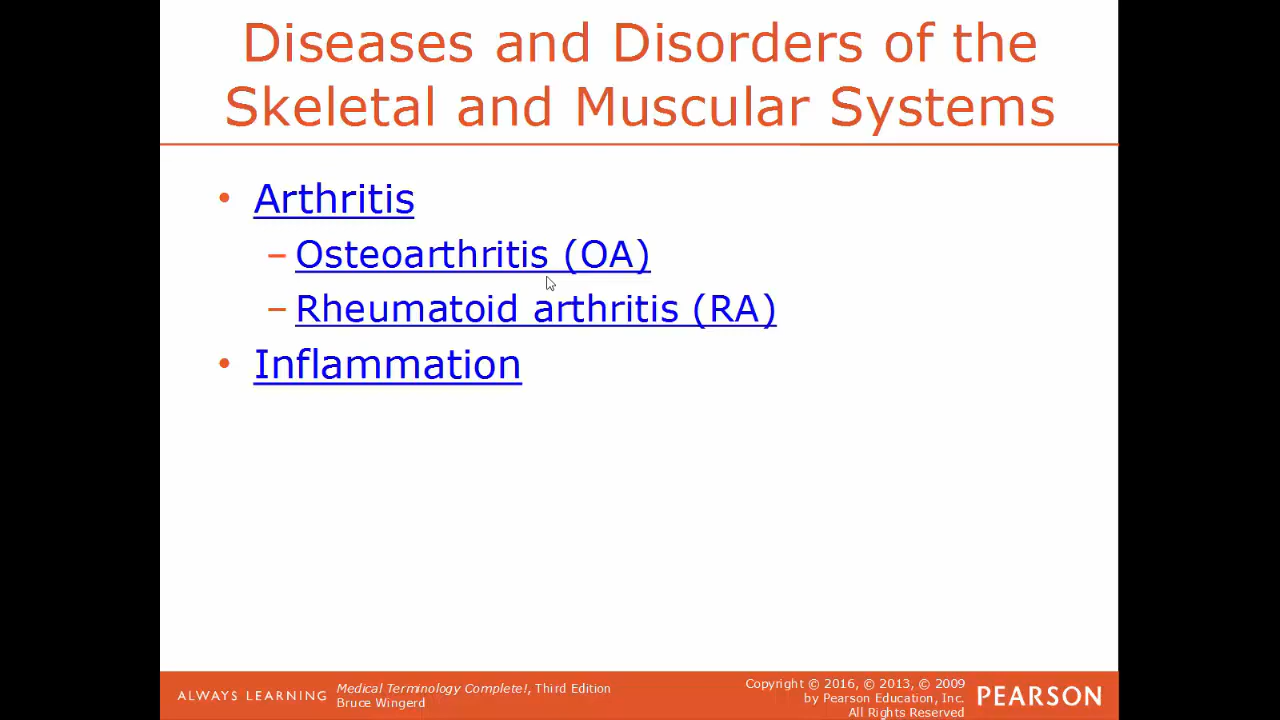 Diseases and Disorders of the
Skeletal and Muscular Systems
• Arthritis
– Osteoarthritis (OA)
– Rheumatoid arthritis (RA)
• Inflammation
ALWAYS LEARNING
Medical Terminology Complete!, Third Edition
Bruce Wingerd
Copyright © 2016, © 2013, © 2009
by Pearson Education, Inc.
All Rights Reserved
PEARSON